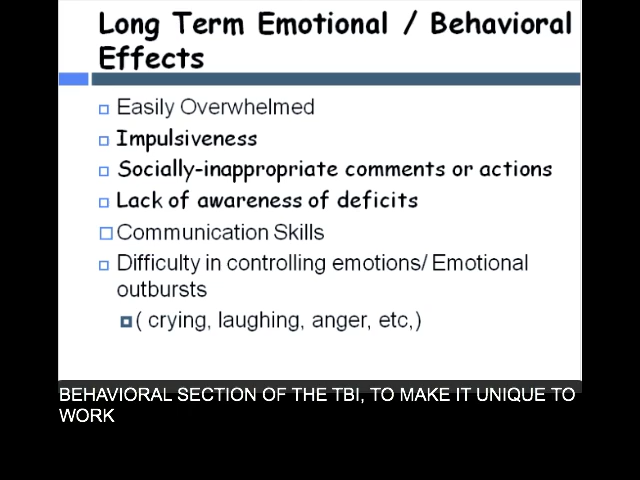 Long Term Emotional / Behavioral
Effects
Easily Overwhelmed
Impulsiveness
Socially-inappropriate comments or actions
Lack of awareness of deficits
Communication Skills
Difficulty in controlling emotions/ Emotional
outbursts
( crying, laughing, anger, etc,)
BEHAVIORAL SECTION OF THE TBI, TO MAKE IT UNIQUE TO
WORK